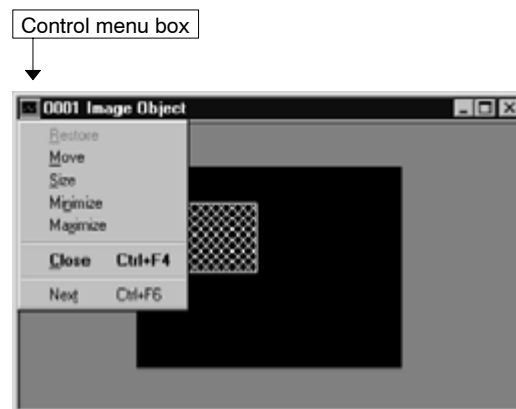 Control menu box
0001 Image Object
Restore
Move
Size
Minimize
Maximize
Close Ctrl+F4
Next Ctrl+F6